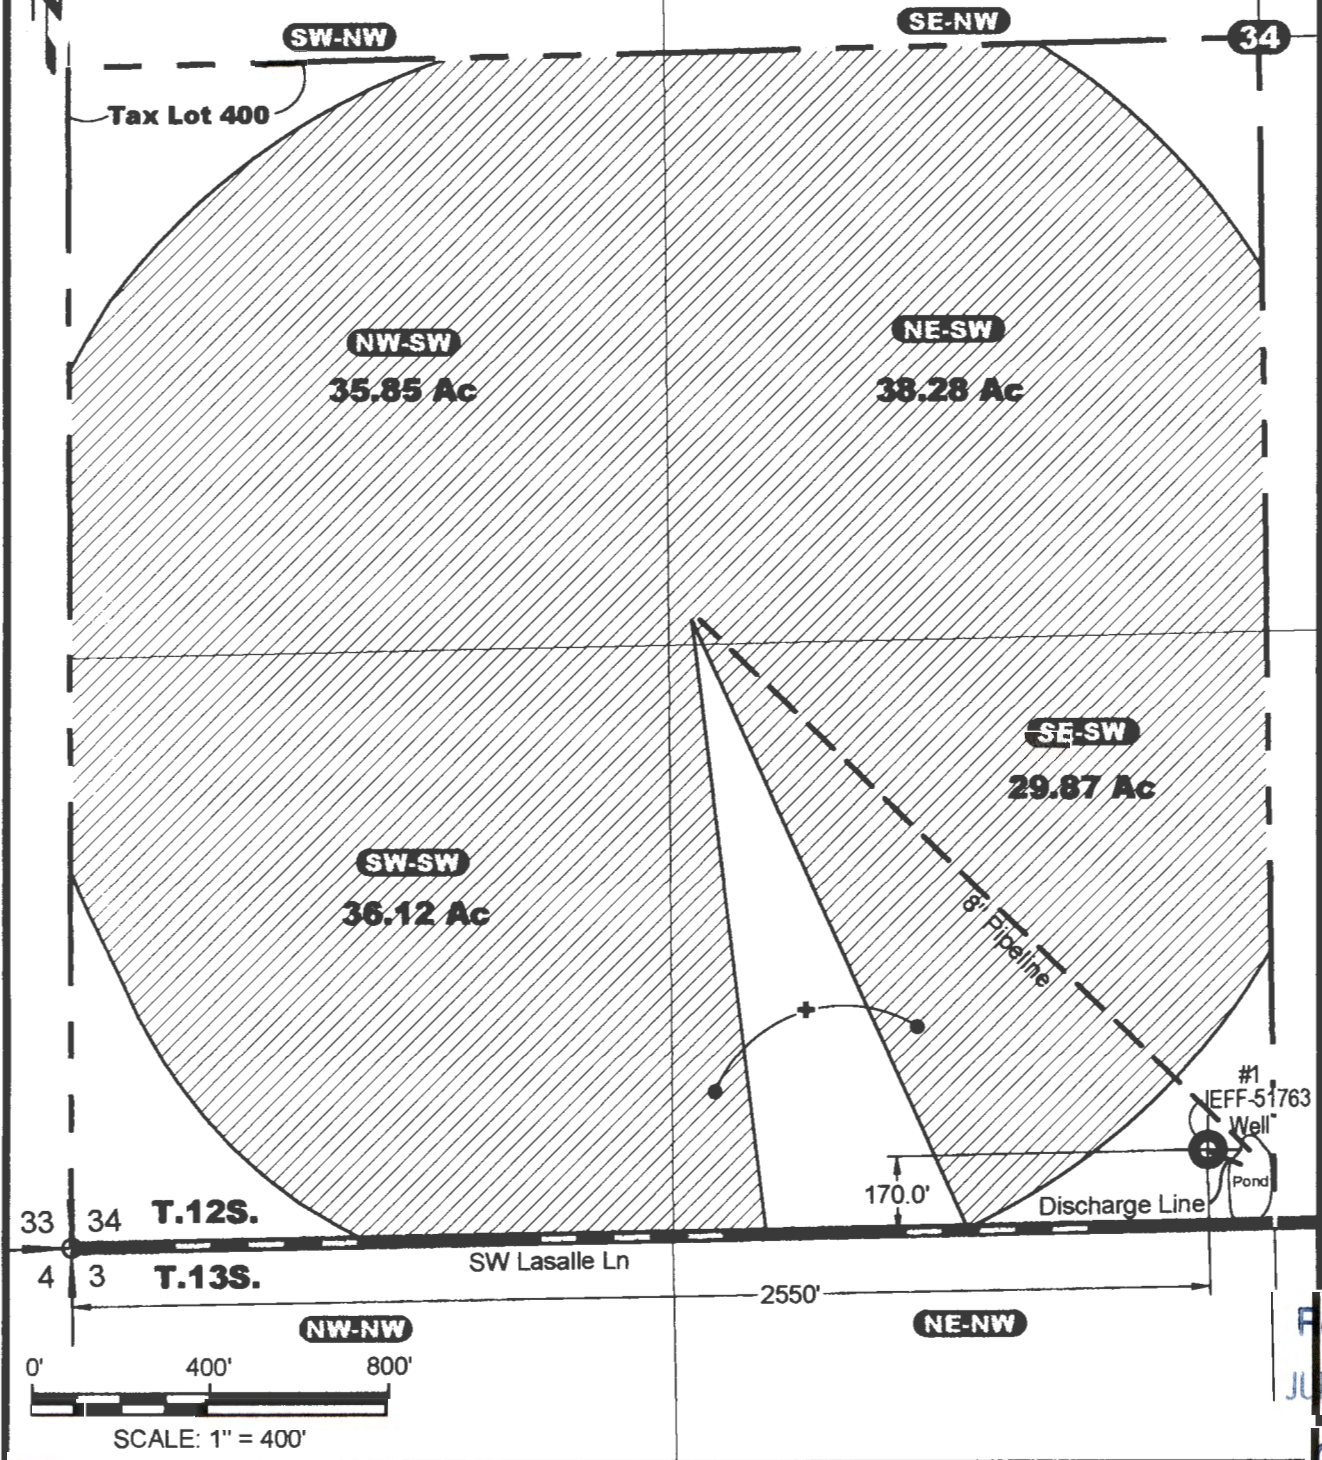 SW-NW
SE-NW
34
Tax Lot 400
NW-SW
35.85 Ac
NE-SW
38.28 Ac
SE-SW
29.87 Ac
SW-SW
36.12 Ac
8" Pipeline
#1
JEFF-51763
Well
Pond
170.0'
Discharge Line
33 34 T.12S.
4 3 T.13S.
SW Lasalle Ln
2550'
NW-NW
NE-NW
0' 400' 800'
SCALE: 1" = 400'